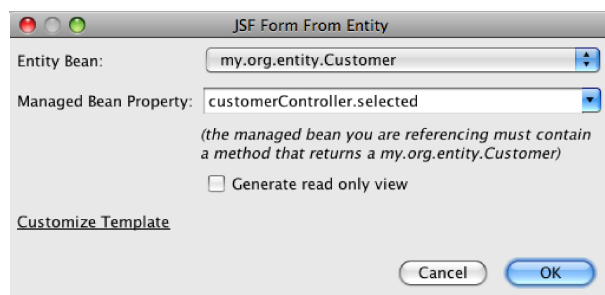 JSF Form From Entity
Entity Bean: my.org.entity.Customer
Managed Bean Property: customerController.selected
(the managed bean you are referencing must contain
a method that returns a my.org.entity.Customer)
Generate read only view
Customize Template
Cancel OK